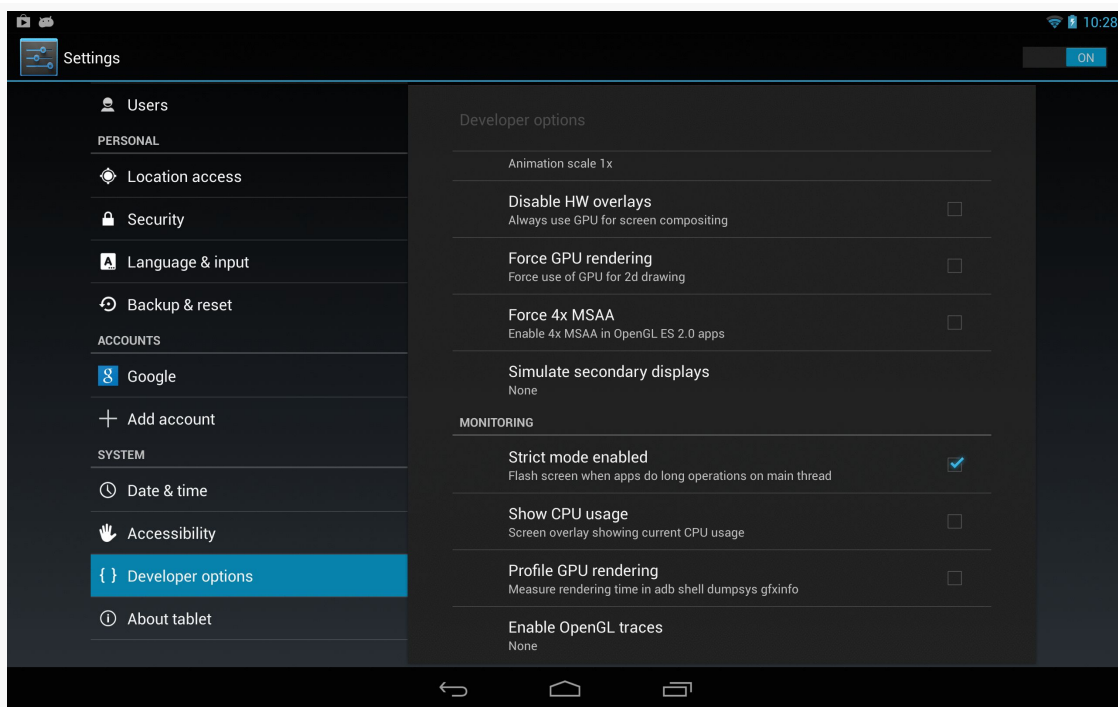 10:28
Settings
ON
Users
PERSONAL
Location access
Security
Language & input
Backup & reset
ACCOUNTS
Google
Add account
SYSTEM
Date & time
Accessibility
{ } Developer options
About tablet
Developer options
Animation scale 1x
Disable HW overlays
Always use GPU for screen compositing
Force GPU rendering
Force use of GPU for 2d drawing
Force 4x MSAA
Enable 4x MSAA in OpenGL ES 2.0 apps
Simulate secondary displays
None
MONITORING
Strict mode enabled
Flash screen when apps do long operations on main thread
Show CPU usage
Screen overlay showing current CPU usage
Profile GPU rendering
Measure rendering time in adb shell dumpsys gfxinfo
Enable OpenGL traces
None